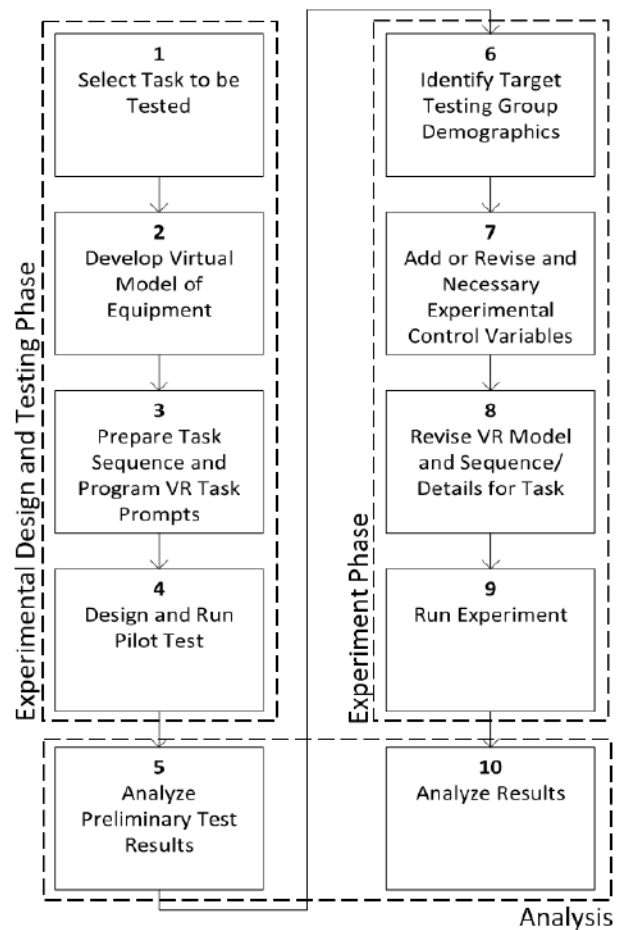 Experimental Design and Testing Phase
1
Select Task to be
Tested
2
Develop Virtual
Model of
Equipment
3
Prepare Task
Sequence and
Program VR Task
Prompts
4
Design and Run
Pilot Test
5
Analyze
Preliminary Test
Results
Experiment Phase
6
Identify Target
Testing Group
Demographics
7
Add or Revise and
Necessary
Experimental
Control Variables
8
Revise VR Model
and Sequence/
Details for Task
9
Run Experiment
10
Analyze Results
Analysis